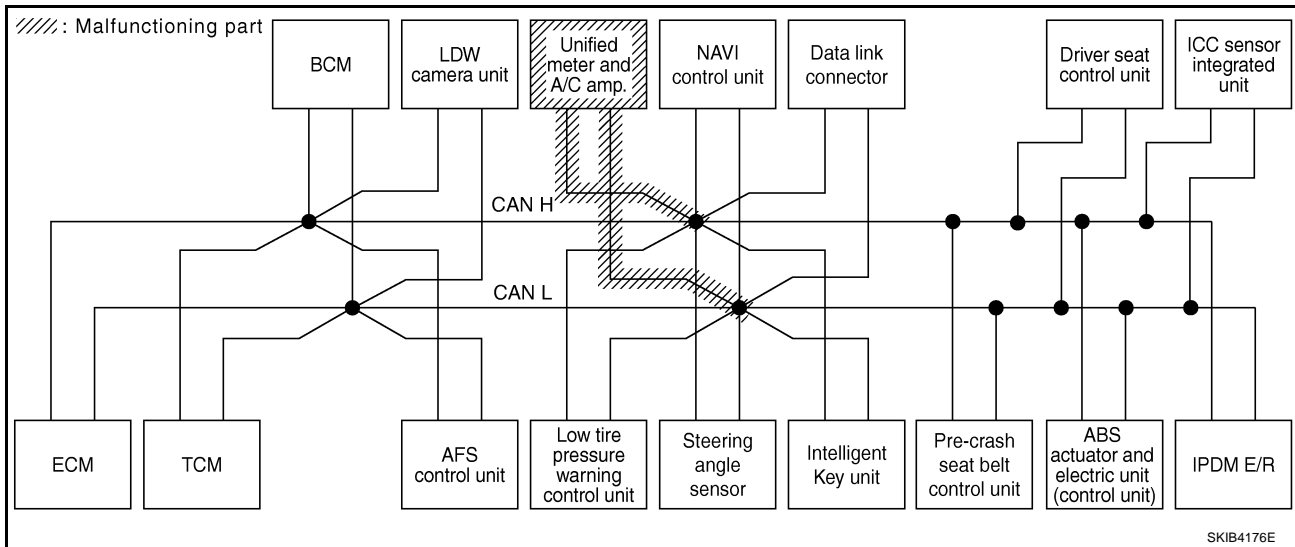 : Malfunctioning part
BCM
LDW
camera unit
Unified
meter and
A/C amp.
NAVI
control unit
Data link
connector
Driver seat
control unit
ICC sensor
integrated
unit
CAN H
CAN L
ECM
TCM
AFS
control unit
Low tire
pressure
warning
control unit
Steering
angle
sensor
Intelligent
Key unit
Pre-crash
seat belt
control unit
ABS
actuator and
electric unit
(control unit)
IPDM E/R
SKIB4176E